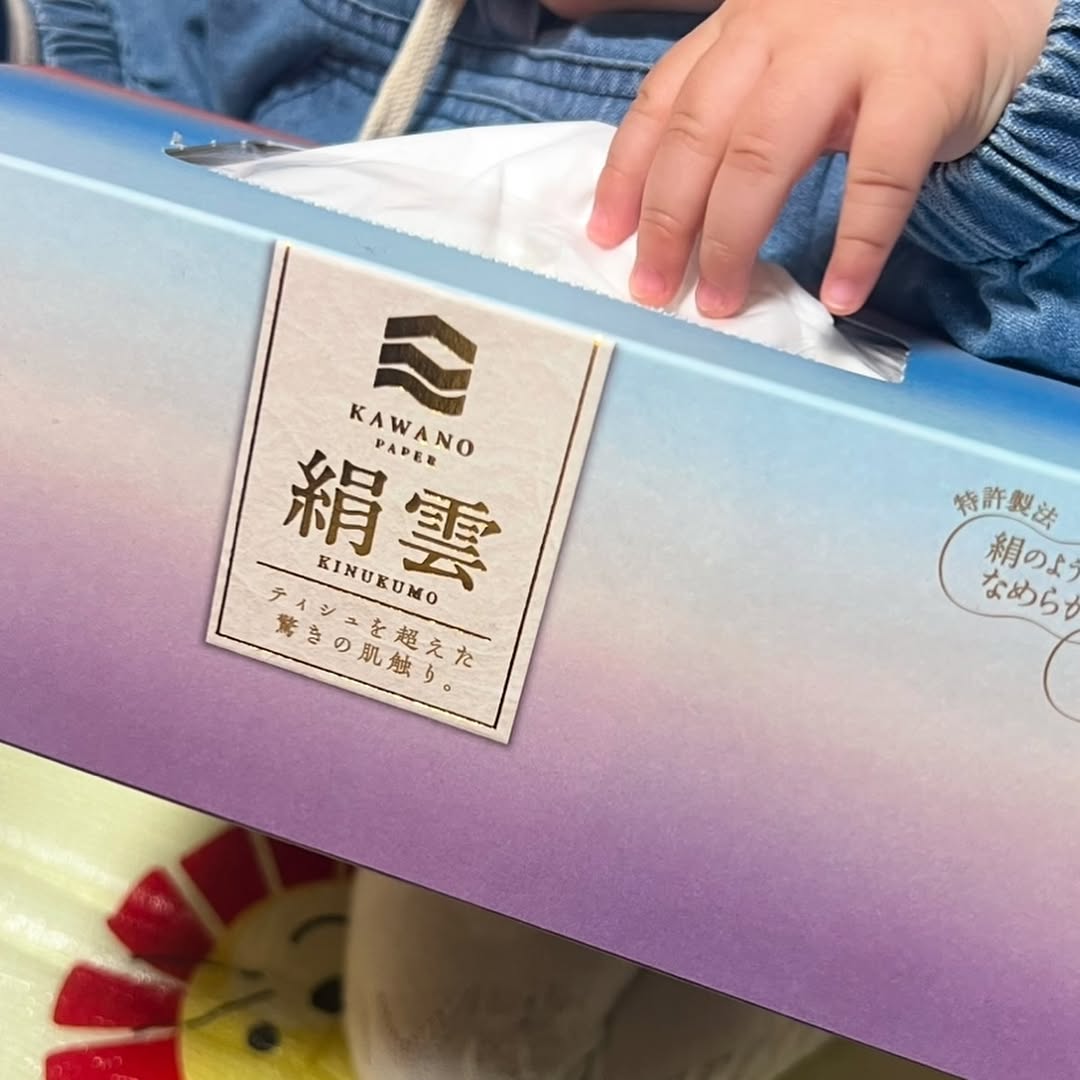 KAWANO
PAPER
絹雲
KINUKUMO
ティシュを超えた
驚きの肌触り。
特許製法
絹のよう
なめらか